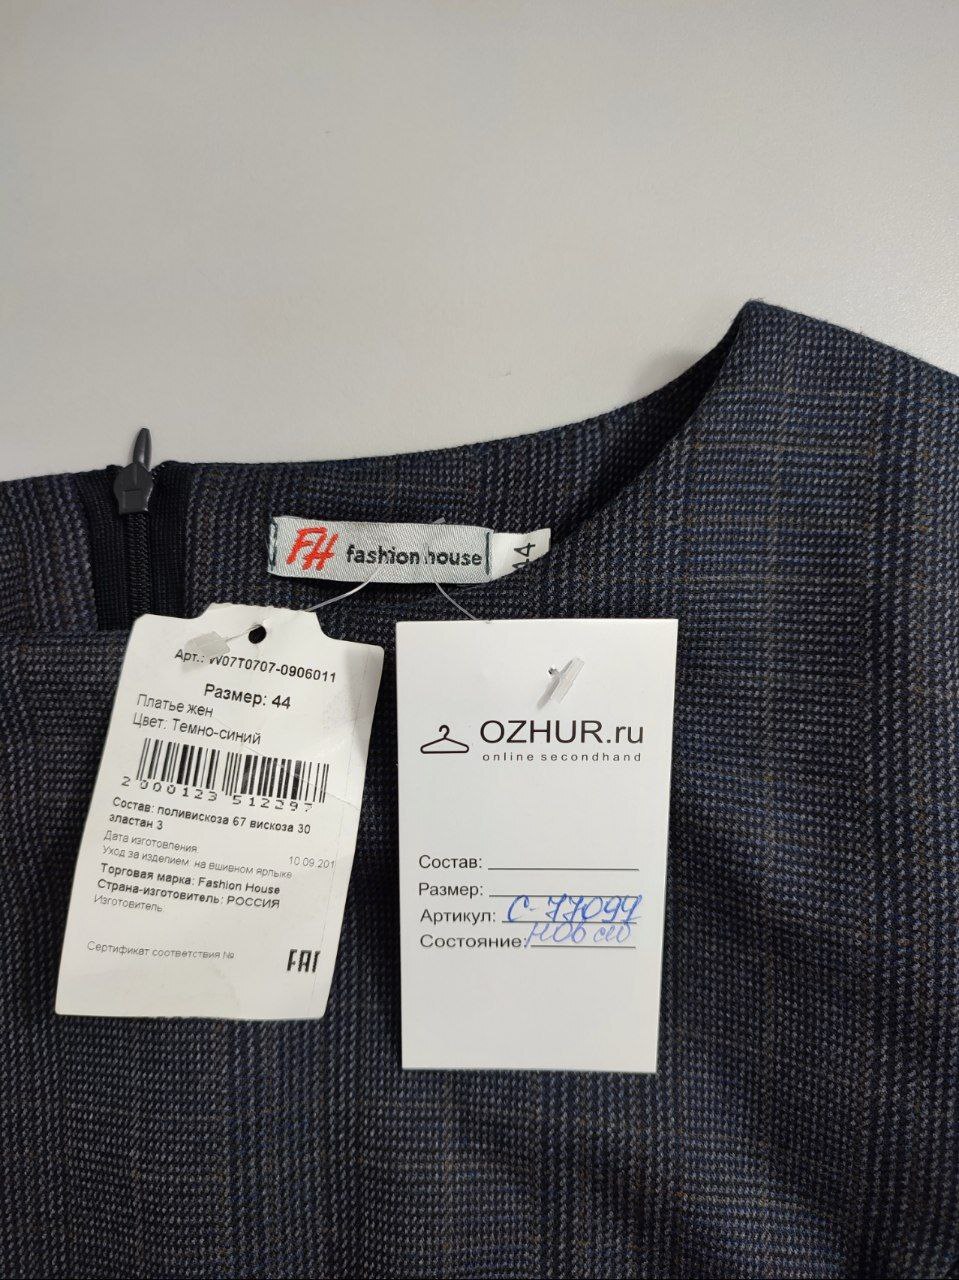 FH fashion house
44
Арт.: W07T0707-0906011
Размер: 44
Платье жен
Цвет: Темно-синий
2 000123 512297
Состав: поливискоза 67 вискоза 30
эластан 3
Дата изготовления 10 09.201
Уход за изделием на вшивном ярлыке
Торговая марка: Fashion House
Страна-изготовитель: РОССИЯ
Изготовитель
Сертификат соответствия №
EAC
OZHUR.ru
online secondhand
Состав:
Размер:
Артикул: С-77099
Состояние: